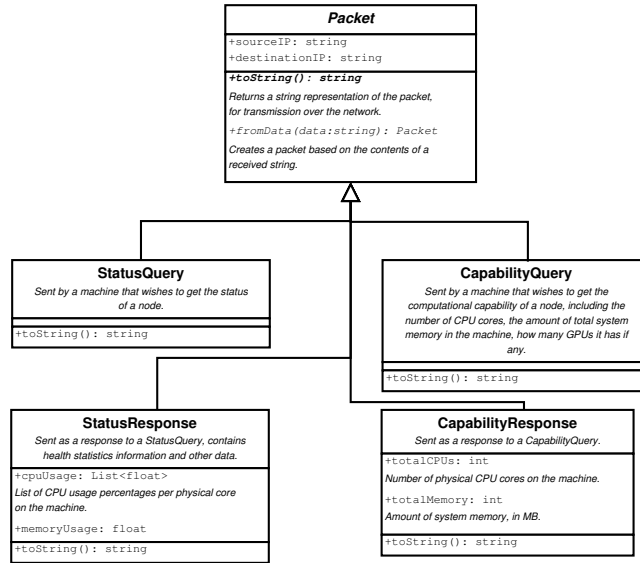 Packet
+sourceIP: string
+destinationIP: string
+toString(): string
Returns a string representation of the packet,
for transmission over the network.
+fromData(data:string): Packet
Creates a packet based on the contents of a
received string.
StatusQuery
Sent by a machine that wishes to get the status
of a node.
+toString(): string
CapabilityQuery
Sent by a machine that wishes to get the
computational capability of a node, including the
number of CPU cores, the amount of total system
memory in the machine, how many GPUs it has if
any.
+toString(): string
StatusResponse
Sent as a response to a StatusQuery, contains
health statistics information and other data.
+cpuUsage: List<float>
List of CPU usage percentages per physical core
on the machine.
+memoryUsage: float
+toString(): string
CapabilityResponse
Sent as a response to a CapabilityQuery.
+totalCPUs: int
Number of physical CPU cores on the machine.
+totalMemory: int
Amount of system memory, in MB.
+toString(): string